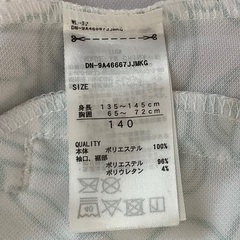 DN-9A46667JJMKG
SIZE
身長 135～145cm
胸囲 65～ 72cm
140
QUALITY
本体 ポリエステル 100%
袖口、裾部
ポリエステル 96%
ポリウレタン 4%